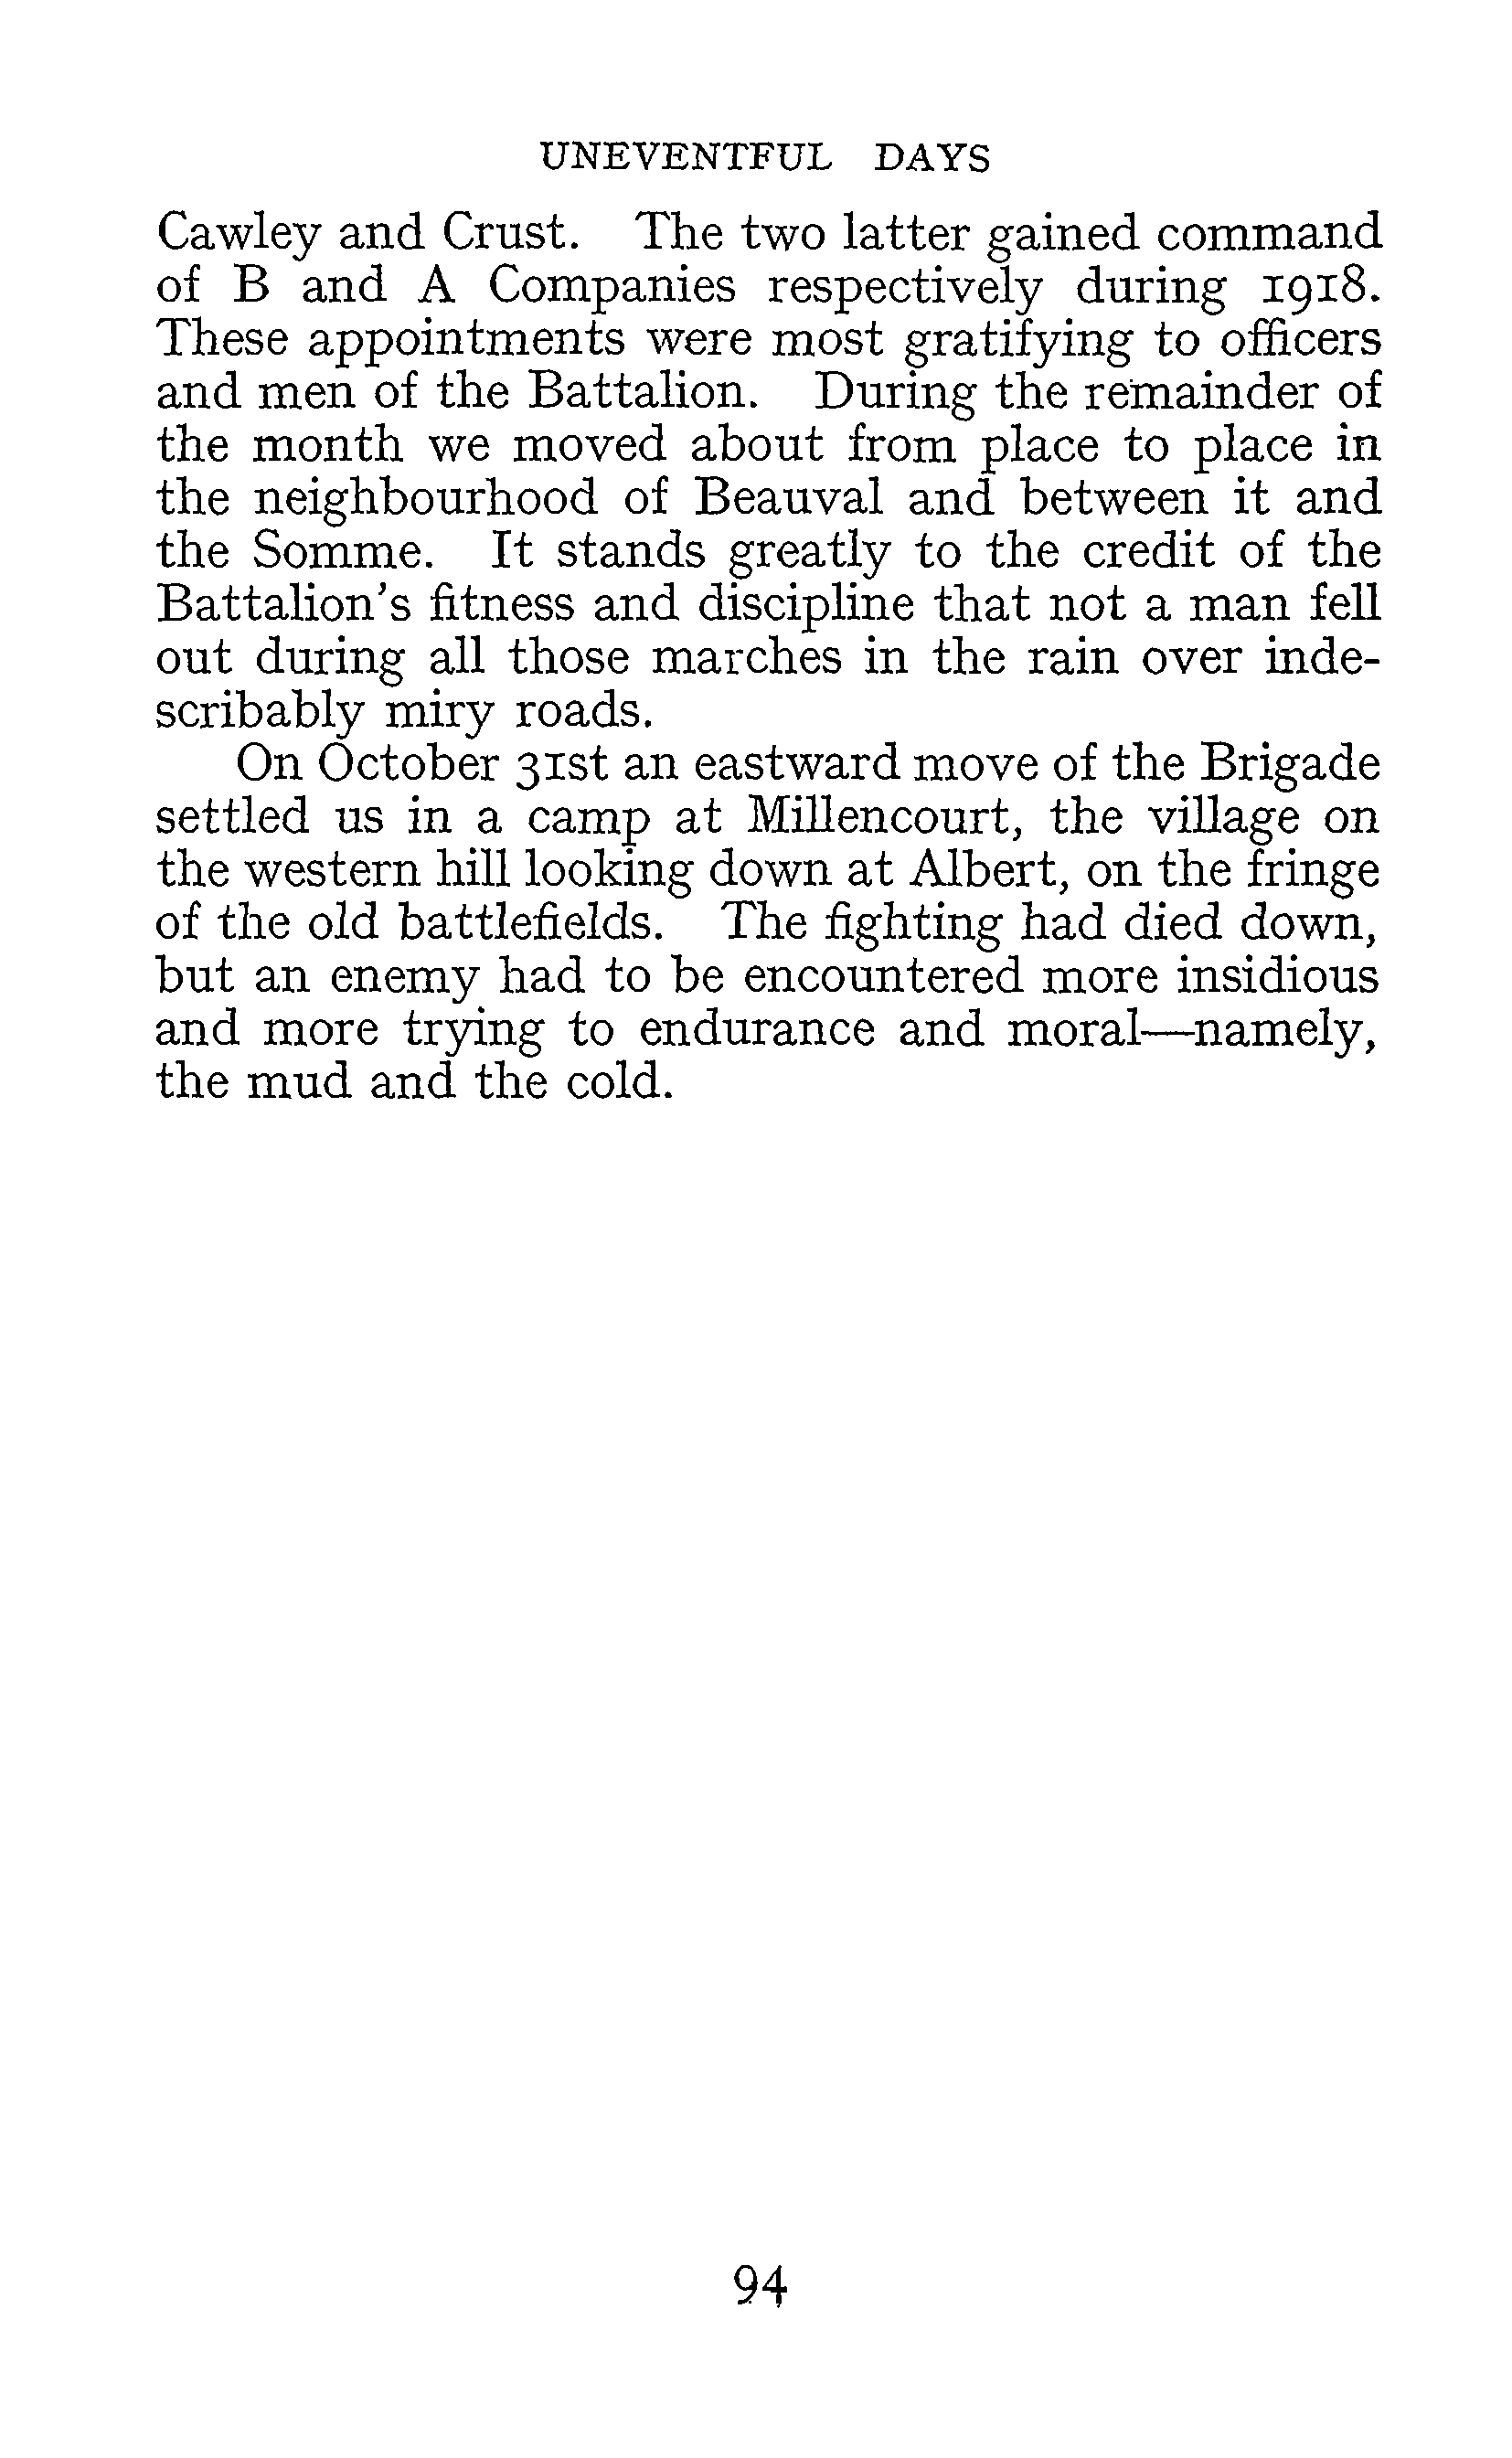 UNEVENTFUL DAYS
Cawley and Crust. The two latter gained command
of B and A Companies respectively during 1918.
These appointments were most gratifying to officers
and men of the Battalion. During the remainder of
the month we moved about from place to place in
the neighbourhood of Beauval and between it and
the Somme. It stands greatly to the credit of the
Battalion's fitness and discipline that not a man fell
out during all those marches in the rain over inde-
scribably miry roads.
On October 31st an eastward move of the Brigade
settled us in a camp at Millencourt, the village on
the western hill looking down at Albert, on the fringe
of the old battlefields. The fighting had died down,
but an enemy had to be encountered more insidious
and more trying to endurance and moral—namely,
the mud and the cold.
94